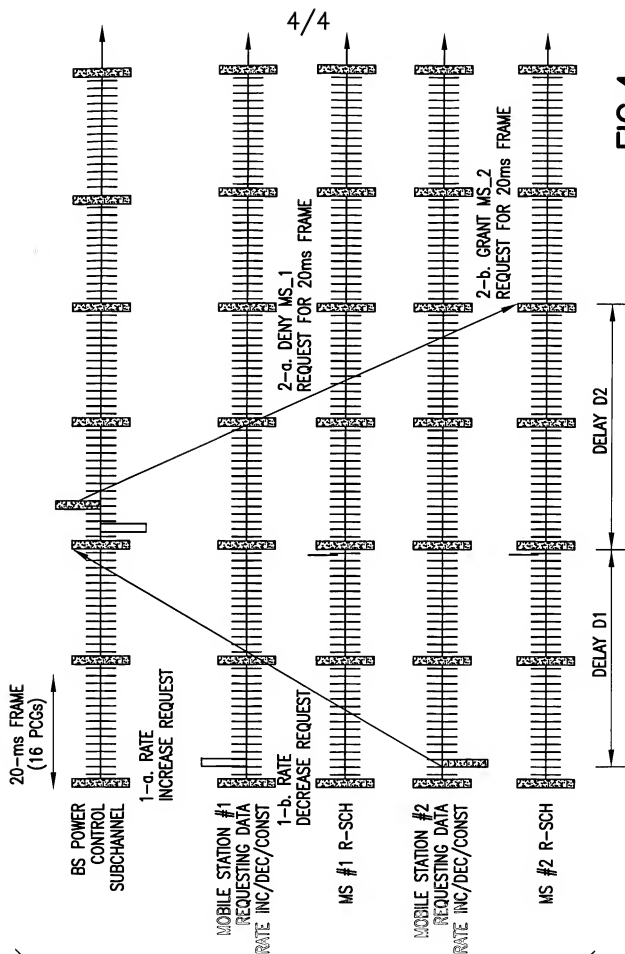 4/4
20-ms FRAME
(16 PCGs)
BS POWER
CONTROL
SUBCHANNEL
1-a. RATE
INCREASE REQUEST
MOBILE STATION #1
REQUESTING DATA
RATE INC/DEC/CONST
1-b. RATE
DECREASE REQUEST
2-a. DENY MS_1
REQUEST FOR 20ms FRAME
MS #1 R-SCH
MOBILE STATION #2
REQUESTING DATA
RATE INC/DEC/CONST
2-b. GRANT MS_2
REQUEST FOR 20ms FRAME
MS #2 R-SCH
DELAY D1
DELAY D2